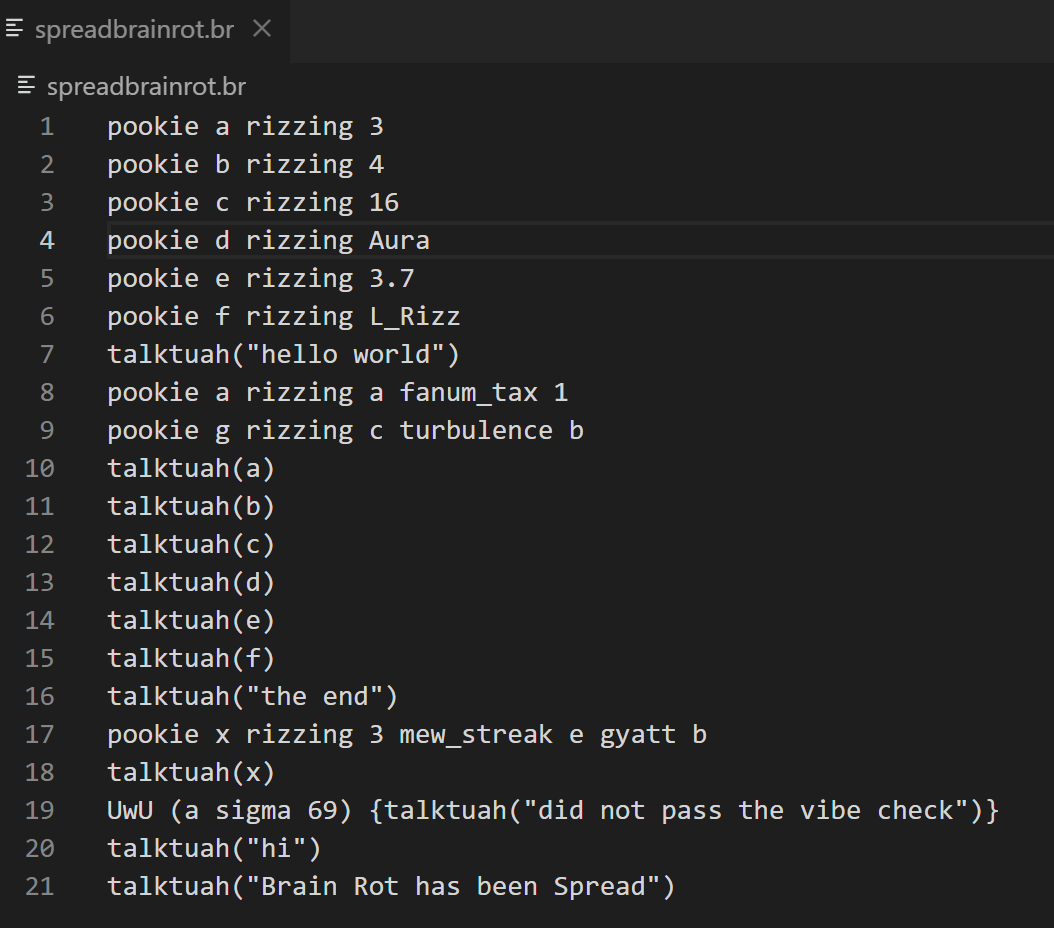 spreadbrainrot.br
spreadbrainrot.br
1 pookie a rizzing 3
2 pookie b rizzing 4
3 pookie c rizzing 16
4 pookie d rizzing Aura
5 pookie e rizzing 3.7
6 pookie f rizzing L_Rizz
7 talktuah("hello world")
8 pookie a rizzing a fanum_tax 1
9 pookie g rizzing c turbulence b
10 talktuah(a)
11 talktuah(b)
12 talktuah(c)
13 talktuah(d)
14 talktuah(e)
15 talktuah(f)
16 talktuah("the end")
17 pookie x rizzing 3 mew_streak e gyatt b
18 talktuah(x)
19 UwU (a sigma 69) {talktuah("did not pass the vibe check")}
20 talktuah("hi")
21 talktuah("Brain Rot has been Spread")